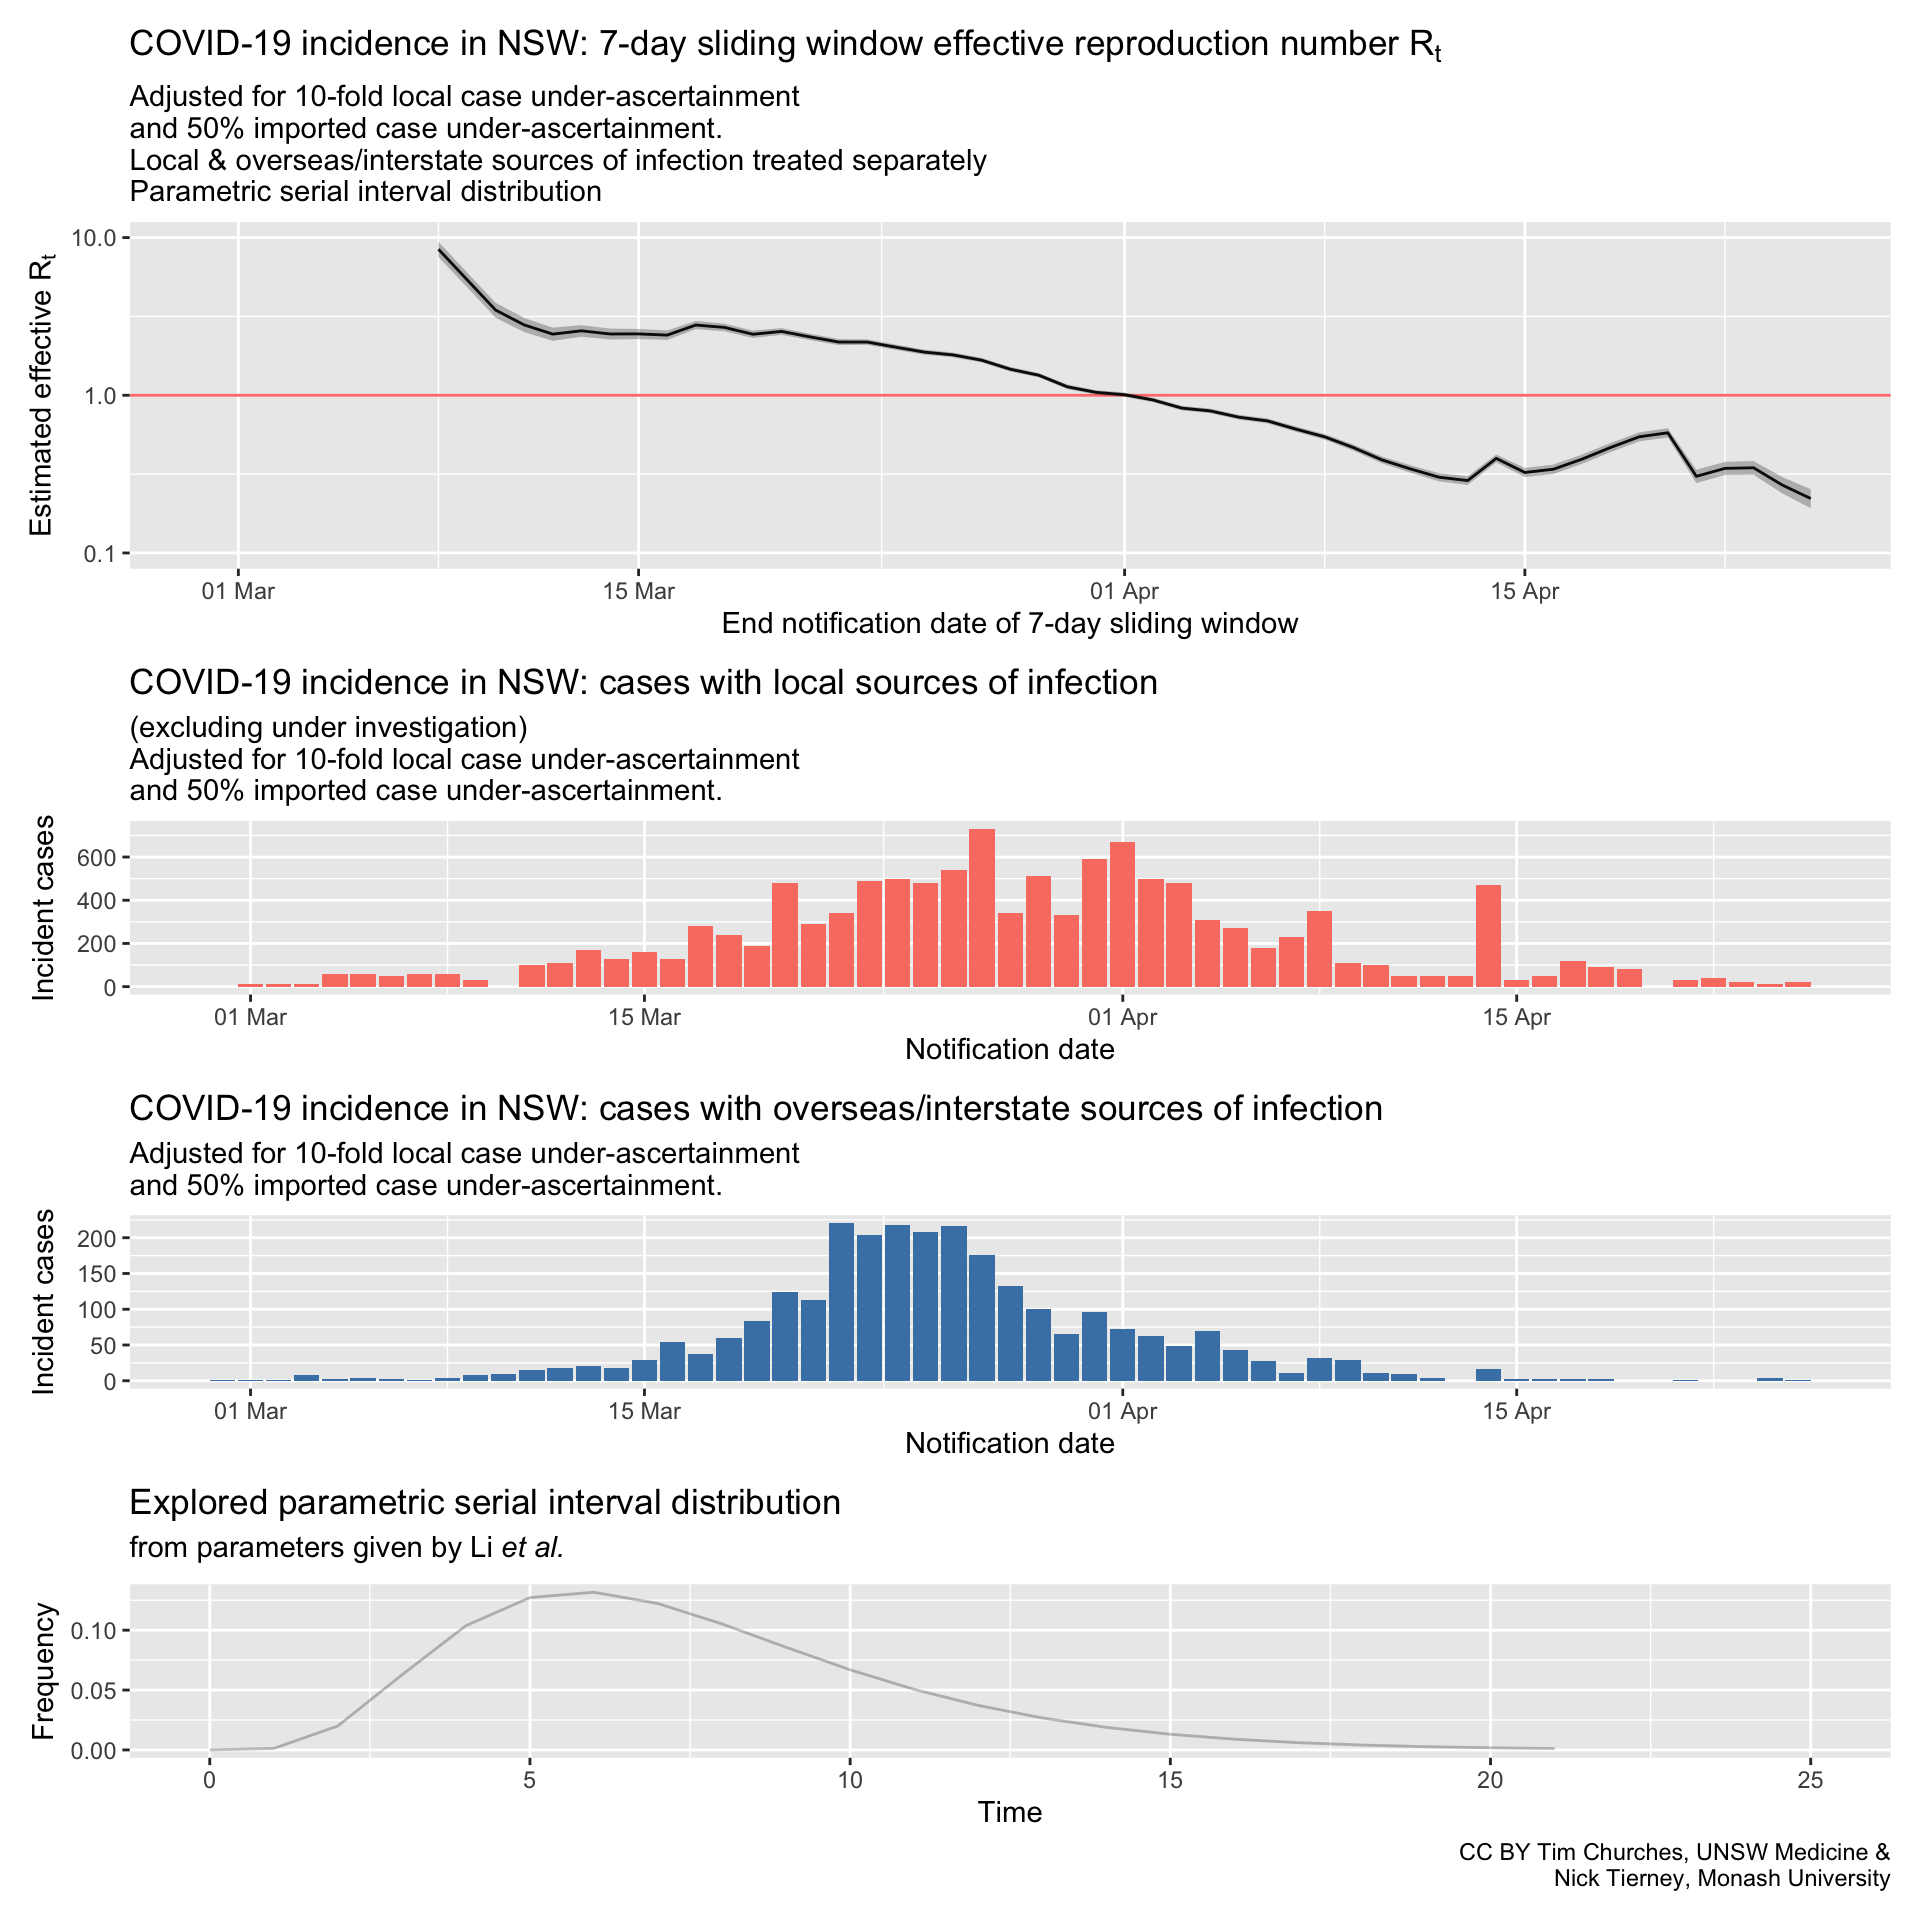 COVID-19 incidence in NSW: 7-day sliding window effective reproduction number Rt
Adjusted for 10-fold local case under-ascertainment
and 50% imported case under-ascertainment.
Local & overseas/interstate sources of infection treated separately
Parametric serial interval distribution
Estimated effective Rt
10.0
1.0
0.1
01 Mar 15 Mar 01 Apr 15 Apr
End notification date of 7-day sliding window
COVID-19 incidence in NSW: cases with local sources of infection
(excluding under investigation)
Adjusted for 10-fold local case under-ascertainment
and 50% imported case under-ascertainment.
Incident cases
600
400
200
0
01 Mar 15 Mar 01 Apr 15 Apr
Notification date
COVID-19 incidence in NSW: cases with overseas/interstate sources of infection
Adjusted for 10-fold local case under-ascertainment
and 50% imported case under-ascertainment.
Incident cases
200
150
100
50
0
01 Mar 15 Mar 01 Apr 15 Apr
Notification date
Explored parametric serial interval distribution
from parameters given by Li et al.
Frequency
0.10
0.05
0.00
0 5 10 15 20 25
Time
CC BY Tim Churches, UNSW Medicine &
Nick Tierney, Monash University